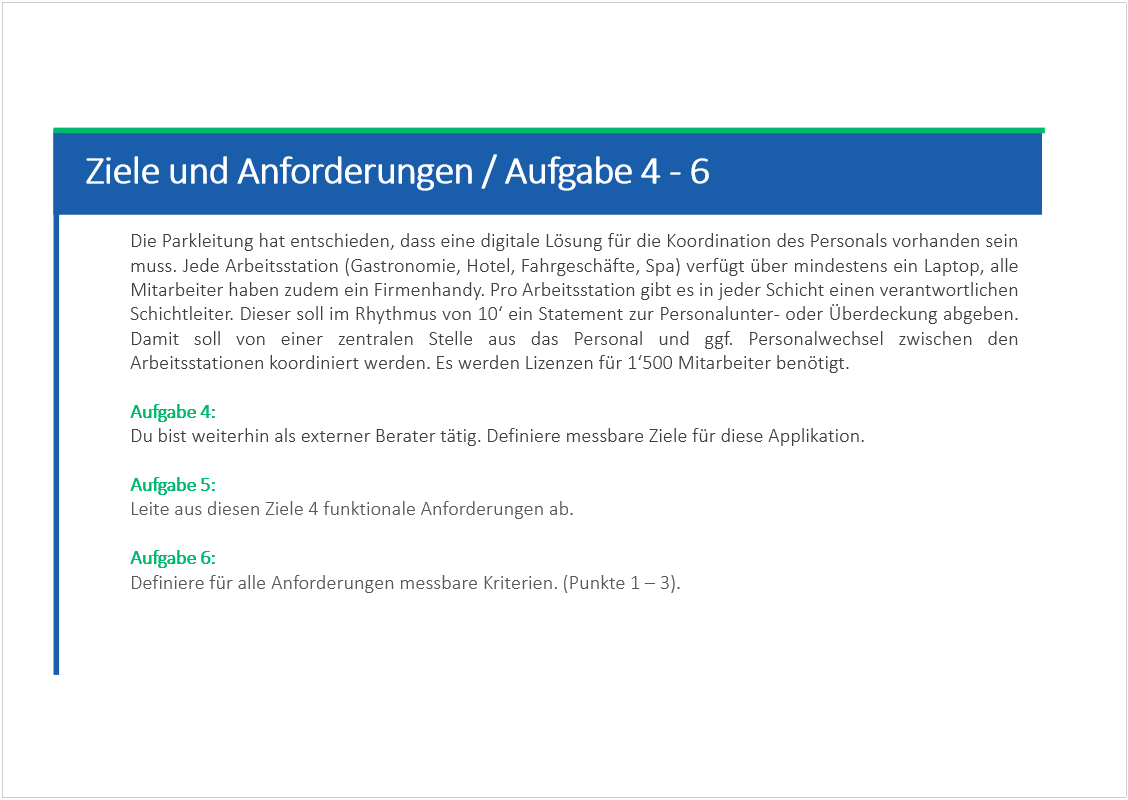 Ziele und Anforderungen / Aufgabe 4 - 6
Die Parkleitung hat entschieden, dass eine digitale Lösung für die Koordination des Personals vorhanden sein
muss. Jede Arbeitsstation (Gastronomie, Hotel, Fahrgeschäfte, Spa) verfügt über mindestens ein Laptop, alle
Mitarbeiter haben zudem ein Firmenhandy. Pro Arbeitsstation gibt es in jeder Schicht einen verantwortlichen
Schichtleiter. Dieser soll im Rhythmus von 10‘ ein Statement zur Personalunter- oder Überdeckung abgeben.
Damit soll von einer zentralen Stelle aus das Personal und ggf. Personalwechsel zwischen den
Arbeitsstationen koordiniert werden. Es werden Lizenzen für 1‘500 Mitarbeiter benötigt.
Aufgabe 4:
Du bist weiterhin als externer Berater tätig. Definiere messbare Ziele für diese Applikation.
Aufgabe 5:
Leite aus diesen Ziele 4 funktionale Anforderungen ab.
Aufgabe 6:
Definiere für alle Anforderungen messbare Kriterien. (Punkte 1 – 3).